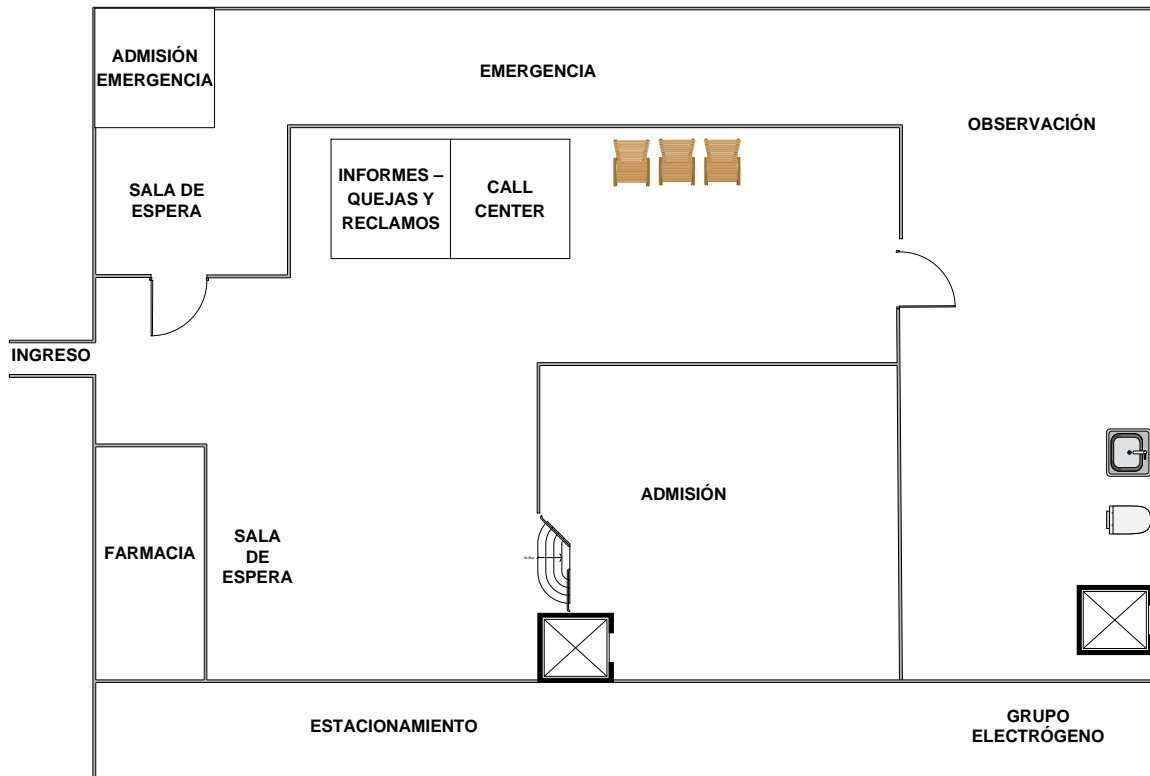 ADMISIÓN
EMERGENCIA
EMERGENCIA
OBSERVACIÓN
SALA DE
ESPERA
INFORMES –
QUEJAS Y
RECLAMOS
CALL
CENTER
INGRESO
ADMISIÓN
FARMACIA
SALA
DE
ESPERA
ESTACIONAMIENTO
GRUPO
ELECTRÓGENO